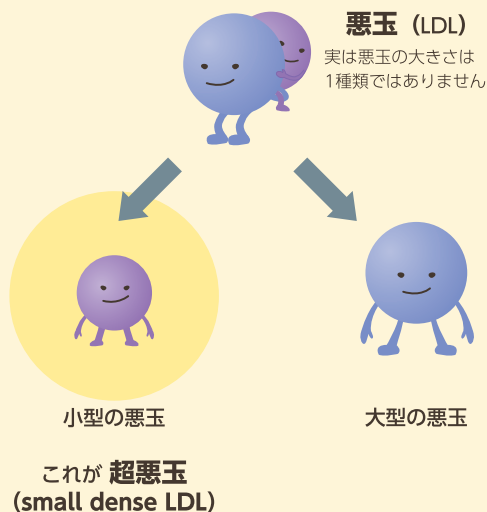 悪玉（LDL）
実は悪玉の大きさは
1種類ではありません
小型の悪玉
大型の悪玉
これが 超悪玉
（small dense LDL）